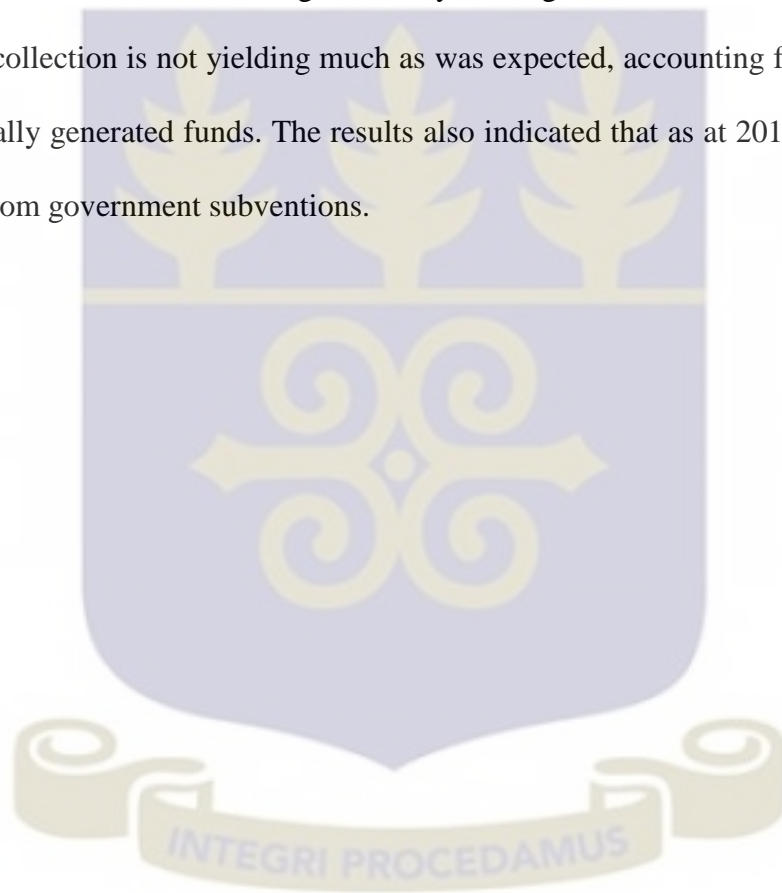 collection is not yielding much as was expected, accounting f
ally generated funds. The results also indicated that as at 201
om government subventions.
INTEGRI PROCEDAMUS